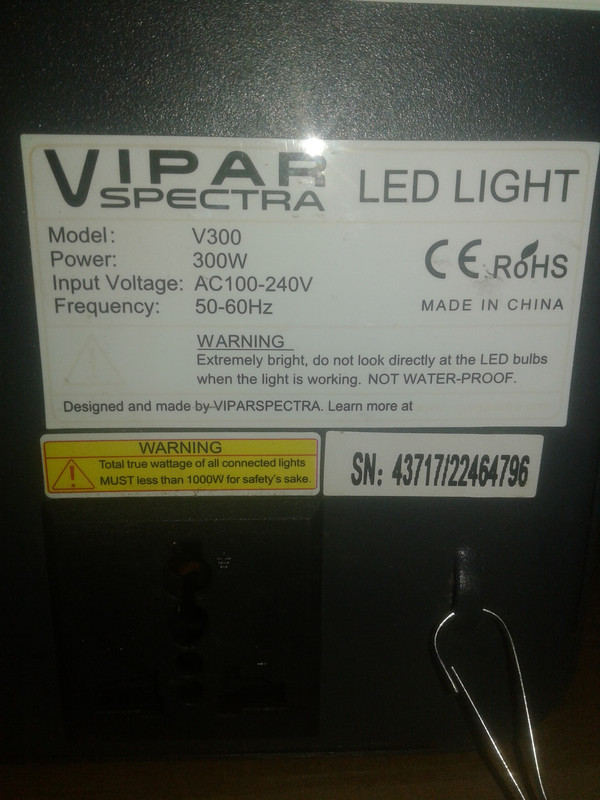 VIPAR
SPECTRA
LED LIGHT
Model: V300
Power: 300W
Input Voltage: AC100-240V
Frequency: 50-60Hz
CE RoHS
MADE IN CHINA
WARNING
Extremely bright, do not look directly at the LED bulbs
when the light is working. NOT WATER-PROOF.
Designed and made by VIPARSPECTRA. Learn more at
WARNING
Total true wattage of all connected lights
MUST less than 1000W for safety's sake.
SN: 43717122464796